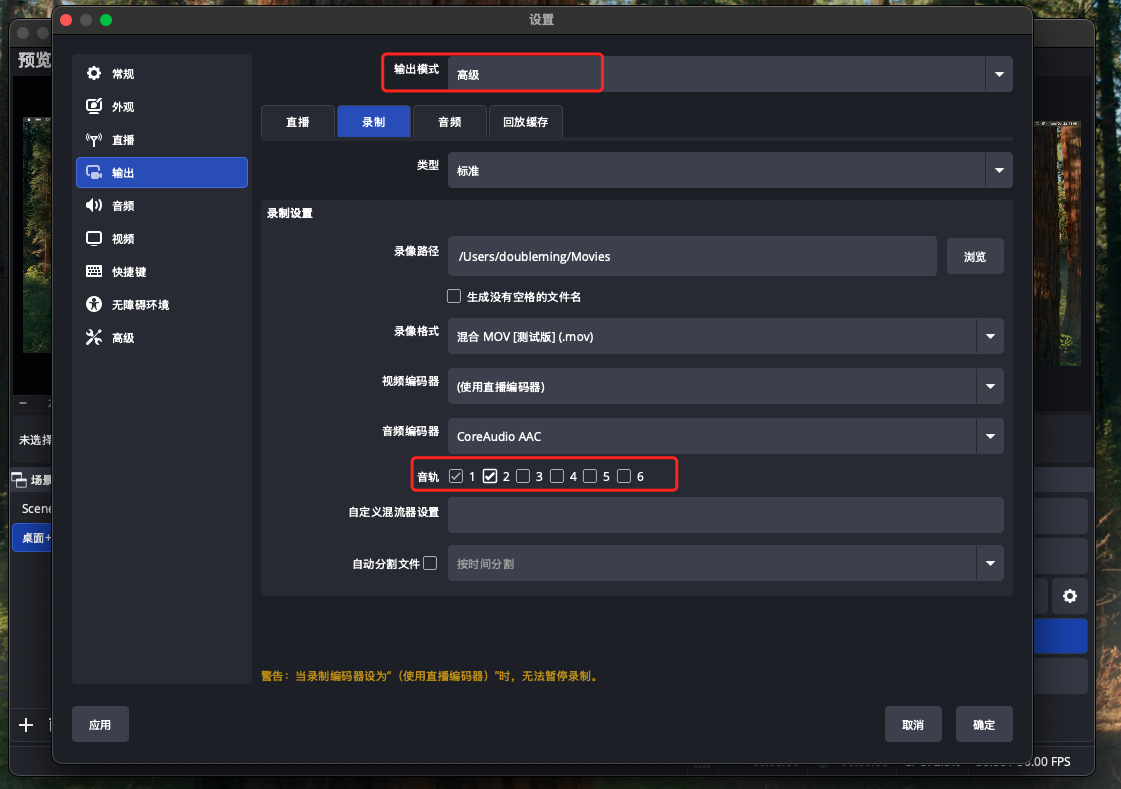 设置
预览
常规
外观
直播
输出
音频
视频
快捷键
无障碍环境
高级
输出模式 高级
直播 录制 音频 回放缓存
类型 标准
录制设置
录像路径 /Users/doubleming/Movies 浏览
生成没有空格的文件名
录像格式 混合 MOV [测试版] (.mov)
视频编码器 (使用直播编码器)
音频编码器 CoreAudio AAC
音轨 1 2 3 4 5 6
自定义混流器设置
自动分割文件 按时间分割
警告：当录制编码器设为“（使用直播编码器）”时，无法暂停录制。
应用 取消 确定
未选择
场景
Scene
桌面+
FPS